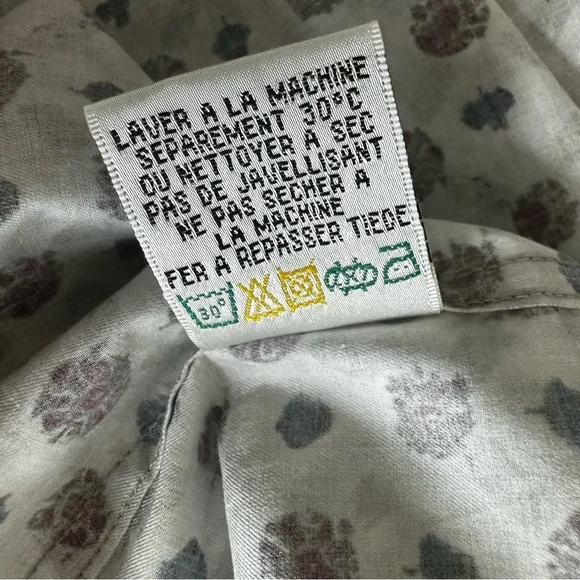 LAVER A LA MACHINE
SEPAREMENT 30°C
OU NETTOYER A SEC
PAS DE JAVELLISANT
NE PAS SECHER A
LA MACHINE
FER A REPASSER TIEDE
30°